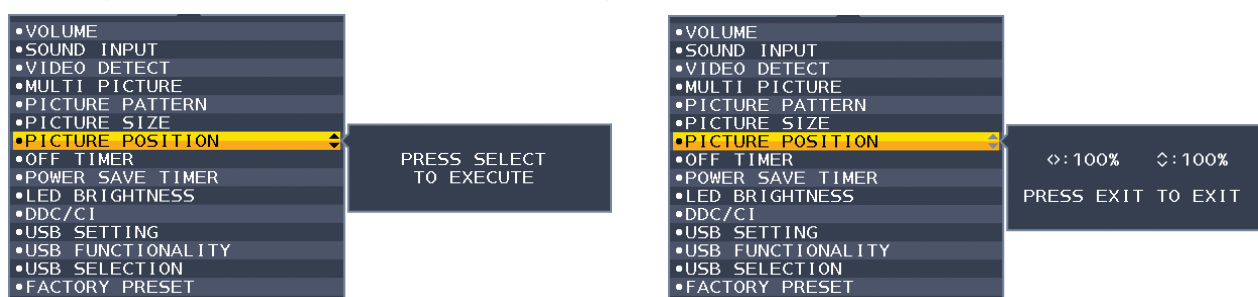 •VOLUME
•SOUND INPUT
•VIDEO DETECT
•MULTI PICTURE
•PICTURE PATTERN
•PICTURE SIZE
•PICTURE POSITION
•OFF TIMER
•POWER SAVE TIMER
•LED BRIGHTNESS
•DDC/CI
•USB SETTING
•USB FUNCTIONALITY
•USB SELECTION
•FACTORY PRESET
PRESS SELECT
TO EXECUTE
•VOLUME
•SOUND INPUT
•VIDEO DETECT
•MULTI PICTURE
•PICTURE PATTERN
•PICTURE SIZE
•PICTURE POSITION
•OFF TIMER
•POWER SAVE TIMER
•LED BRIGHTNESS
•DDC/CI
•USB SETTING
•USB FUNCTIONALITY
•USB SELECTION
•FACTORY PRESET
:100% :100%
PRESS EXIT TO EXIT